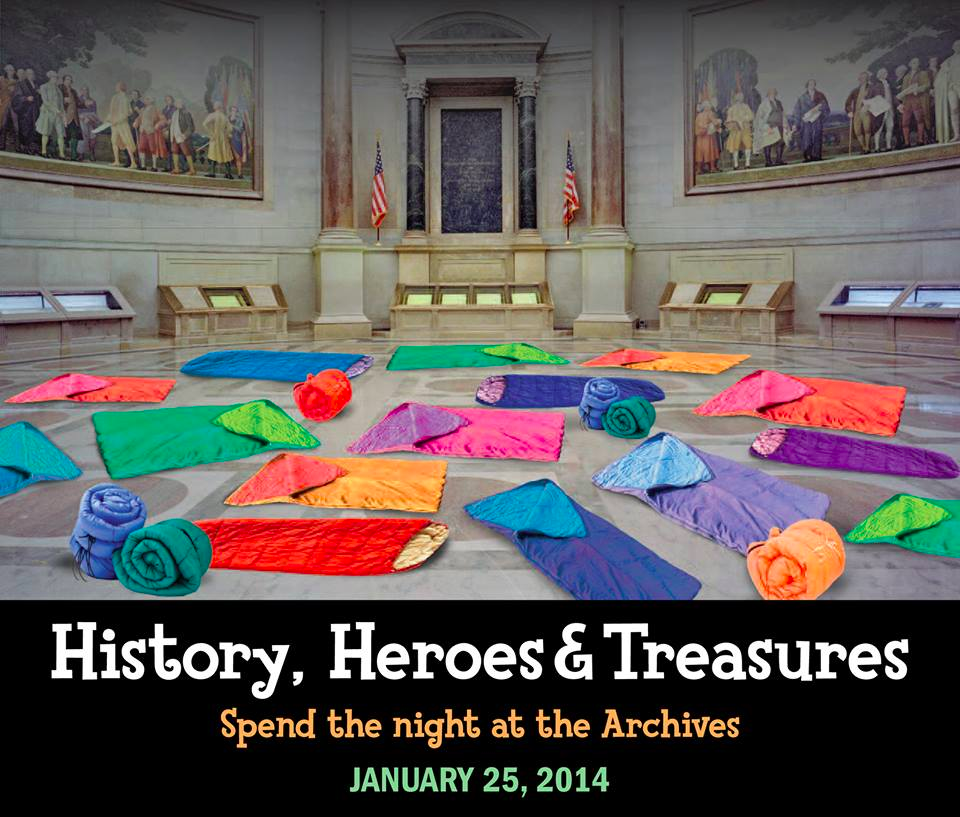 History, Heroes & Treasures
Spend the night at the Archives
JANUARY 25, 2014